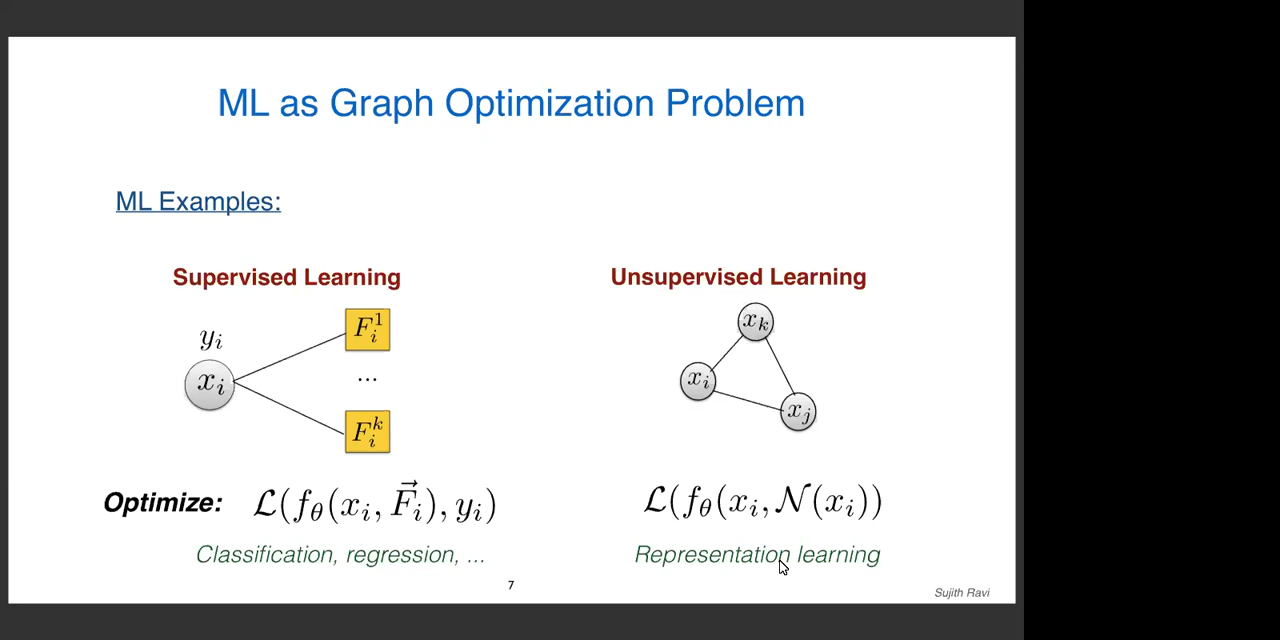 ML as Graph Optimization Problem
ML Examples:
Supervised Learning
Unsupervised Learning
y_i
x_i
F_i^1
...
F_i^k
x_k
x_i
x_j
Optimize: ℒ(f_θ(x_i, \vec{F}_i), y_i)
ℒ(f_θ(x_i, 𝒩(x_i))
Classification, regression, ...
Representation learning
7
Sujith Ravi